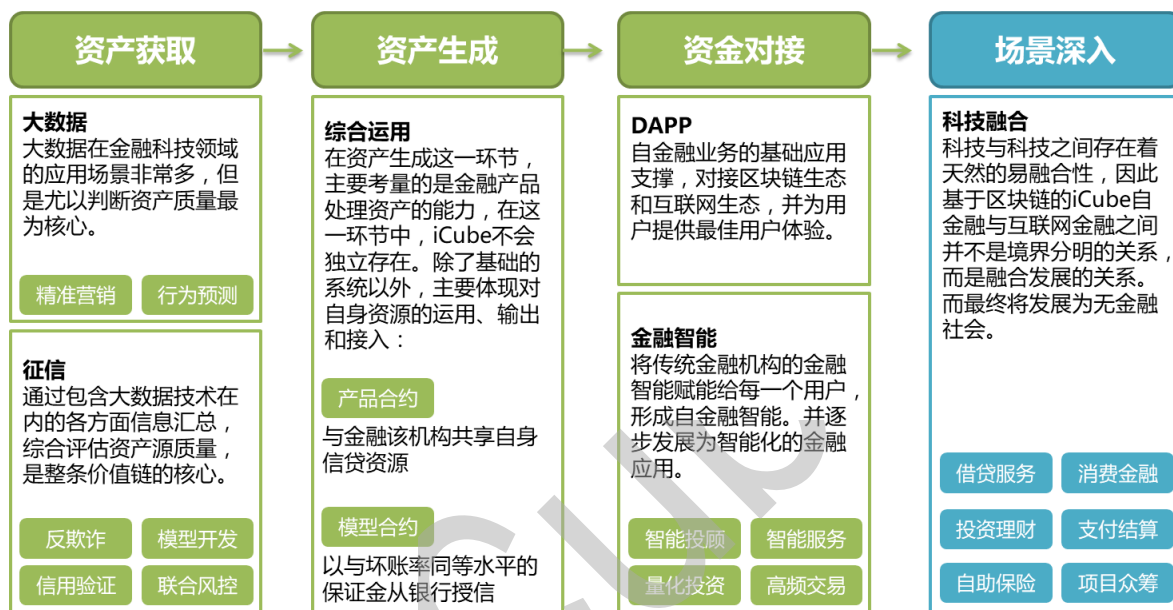 资产获取
资产生成
资金对接
场景深入
大数据
大数据在金融科技领域
的应用场景非常多，但
是尤以判断资产质量最
为核心。
精准营销
行为预测
征信
通过包含大数据技术在
内的各方面信息汇总，
综合评估资产源质量，
是整条价值链的核心。
反欺诈
模型开发
信用验证
联合风控
综合运用
在资产生成这一环节，
主要考量的是金融产品
处理资产的能力，在这
一环节中，iCube不会
独立存在。除了基础的
系统以外，主要体现对
自身资源的运用、输出
和接入：
产品合约
与金融该机构共享自身
信贷资源
模型合约
以与坏账率同等水平的
保证金从银行授信
DAPP
自金融业务的基础应用
支撑，对接区块链生态
和互联网生态，并为用
户提供最佳用户体验。
金融智能
将传统金融机构的金融
智能赋能给每一个用户，
形成自金融智能。并逐
步发展为智能化的金融
应用。
智能投顾
智能服务
量化投资
高频交易
科技融合
科技与科技之间存在着
天然的易融合性，因此
基于区块链的iCube自
金融与互联网金融之间
并不是境界分明的关系，
而是融合发展的关系。
而最终将发展为无金融
社会。
借贷服务
消费金融
投资理财
支付结算
自助保险
项目众筹